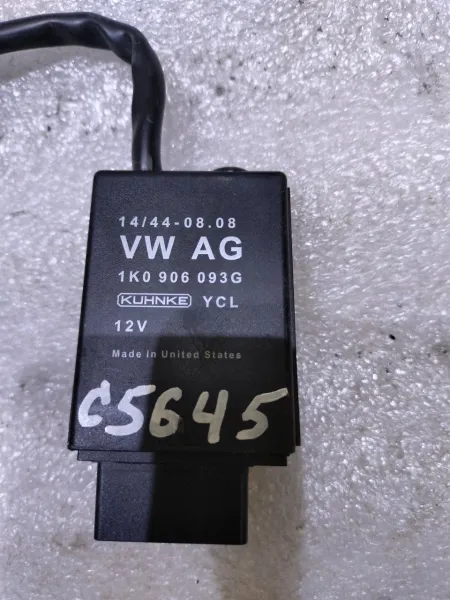 14/44-08.08
VW AG
1K0 906 093G
KUHNKE YCL
12V
Made in United States
C5645